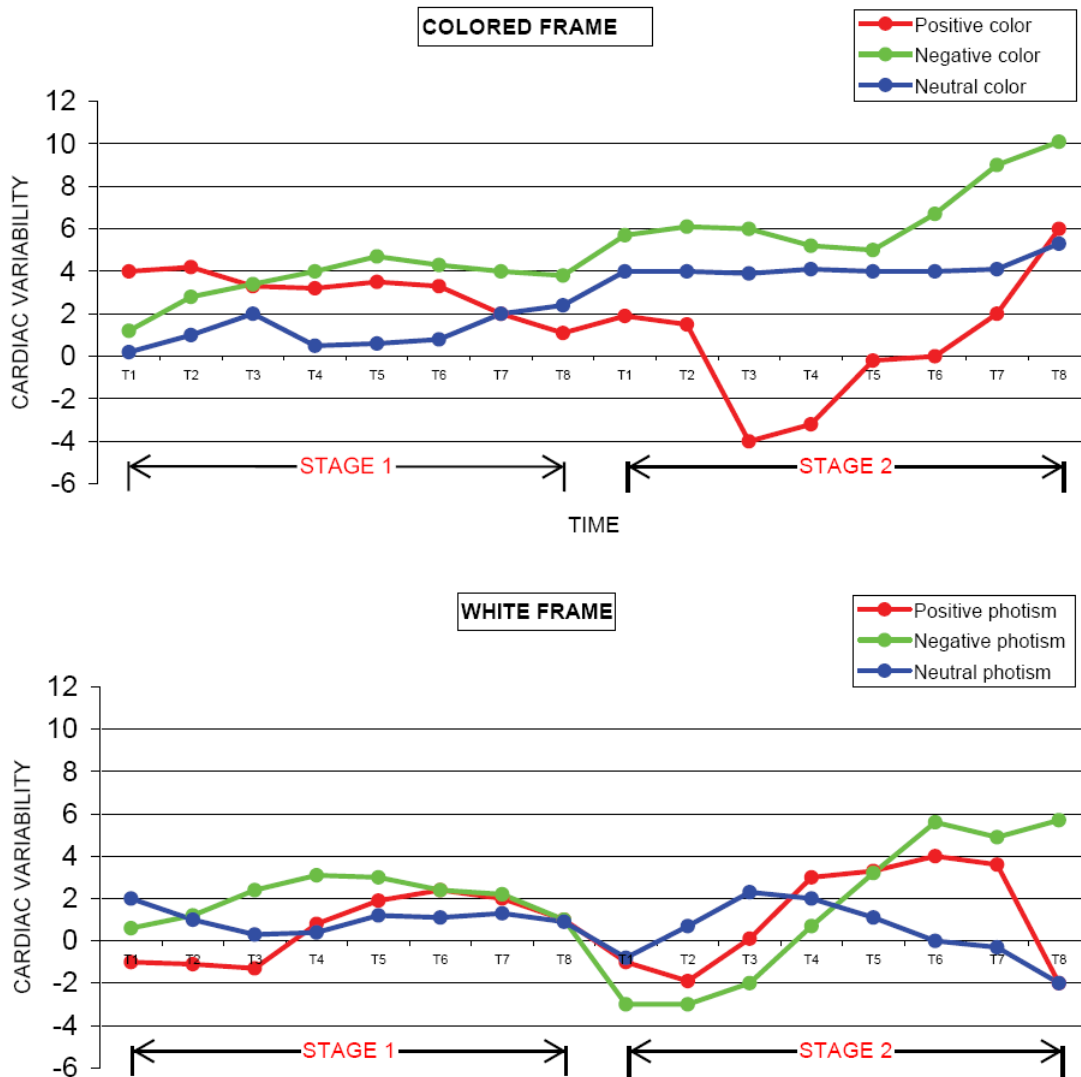 COLORED FRAME
Positive color
Negative color
Neutral color
12
10
8
6
4
2
0
-2
-4
-6
CARDIAC VARIABILITY
T1 T2 T3 T4 T5 T6 T7 T8 T1 T2 T3 T4 T5 T6 T7 T8
STAGE 1 STAGE 2
TIME
WHITE FRAME
Positive photism
Negative photism
Neutral photism
12
10
8
6
4
2
0
-2
-4
-6
CARDIAC VARIABILITY
T1 T2 T3 T4 T5 T6 T7 T8 T1 T2 T3 T4 T5 T6 T7 T8
STAGE 1 STAGE 2